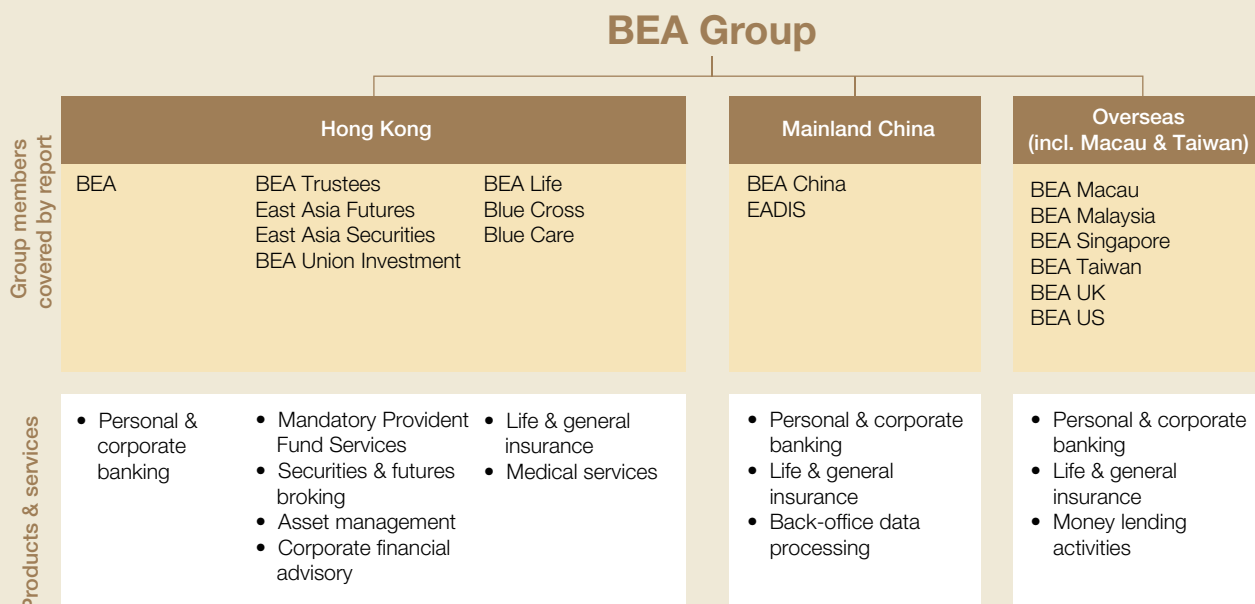 BEA Group
Hong Kong
Mainland China
Overseas
(incl. Macau & Taiwan)
Group members
covered by report
BEA
BEA Trustees
East Asia Futures
East Asia Securities
BEA Union Investment
BEA Life
Blue Cross
Blue Care
BEA China
EADIS
BEA Macau
BEA Malaysia
BEA Singapore
BEA Taiwan
BEA UK
BEA US
Products & services
• Personal &
corporate
banking
• Mandatory Provident
Fund Services
• Securities & futures
broking
• Asset management
• Corporate financial
advisory
• Life & general
insurance
• Medical services
• Personal & corporate
banking
• Life & general
insurance
• Back-office data
processing
• Personal & corporate
banking
• Life & general
insurance
• Money lending
activities